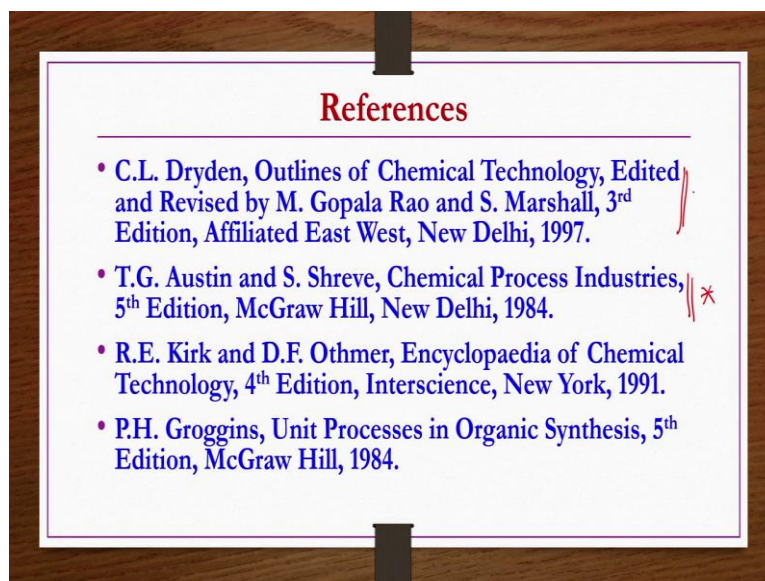 References
• C.L. Dryden, Outlines of Chemical Technology, Edited
and Revised by M. Gopala Rao and S. Marshall, 3rd
Edition, Affiliated East West, New Delhi, 1997.
• T.G. Austin and S. Shreve, Chemical Process Industries,
5th Edition, McGraw Hill, New Delhi, 1984.
• R.E. Kirk and D.F. Othmer, Encyclopaedia of Chemical
Technology, 4th Edition, Interscience, New York, 1991.
• P.H. Groggins, Unit Processes in Organic Synthesis, 5th
Edition, McGraw Hill, 1984.